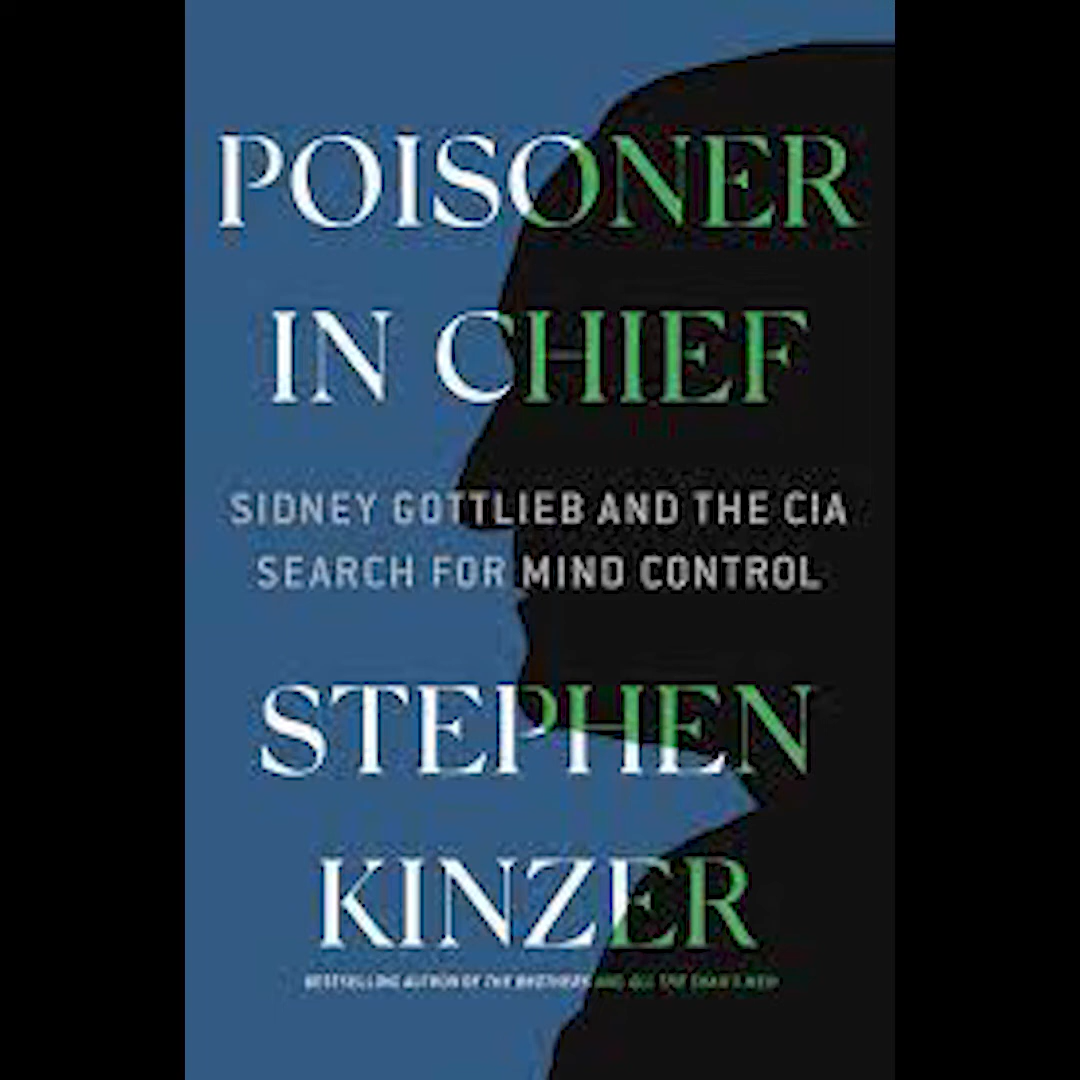 POISONER
IN CHIEF
SIDNEY GOTTLIEB AND THE CIA
SEARCH FOR MIND CONTROL
STEPHEN
KINZER
BESTSELLING AUTHOR OF THE BROTHERS AND ALL THE SHAH'S MEN